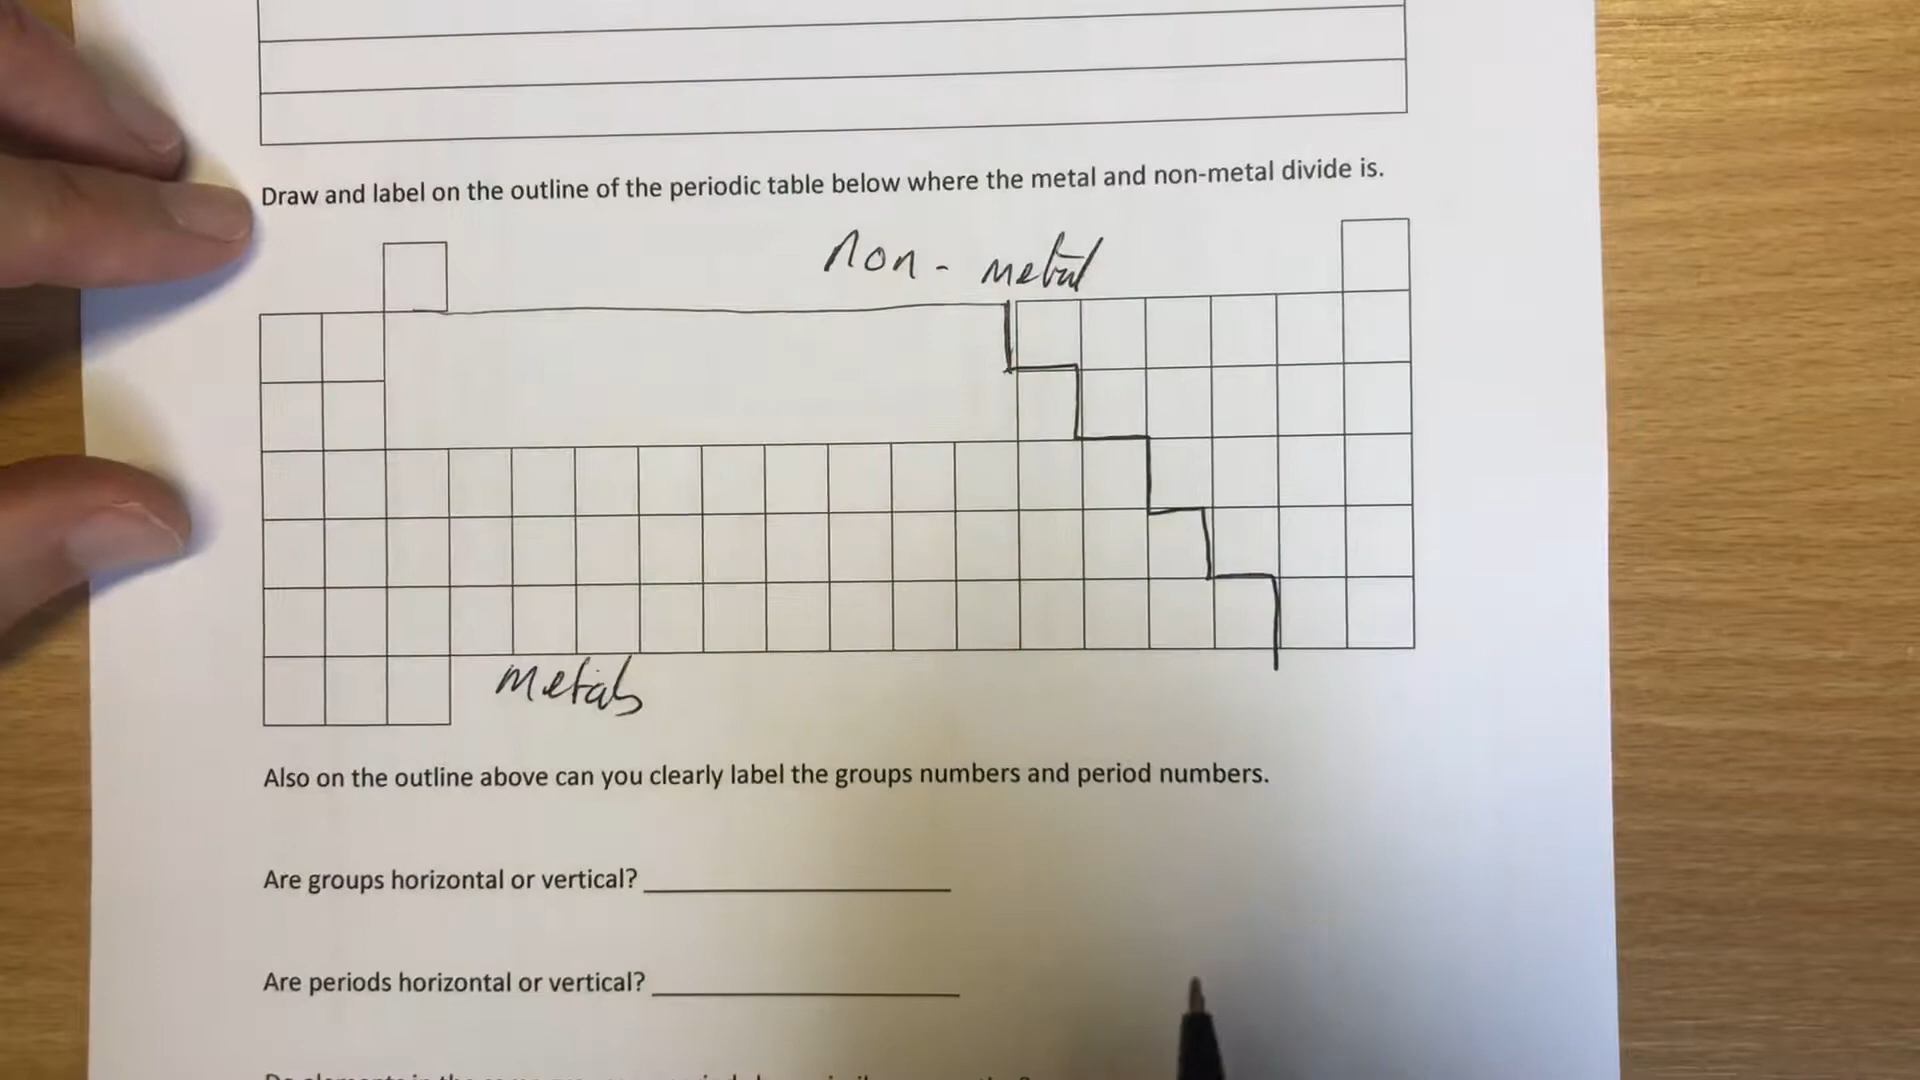 Draw and label on the outline of the periodic table below where the metal and non-metal divide is.
non - metal
metals
Also on the outline above can you clearly label the groups numbers and period numbers.
Are groups horizontal or vertical?
Are periods horizontal or vertical?